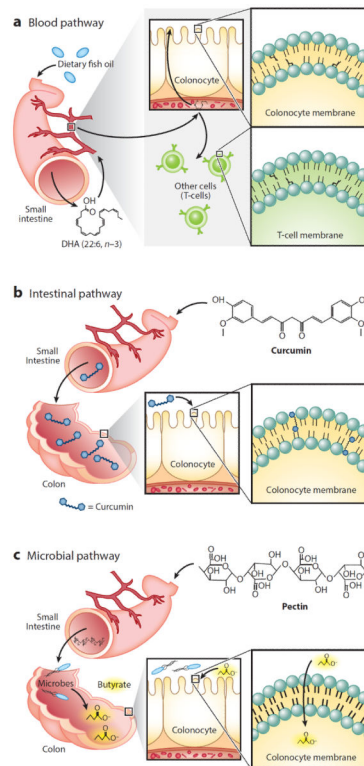 a Blood pathway
Dietary fish oil
Colonocyte
Colonocyte membrane
Small
intestine
OH
O
DHA (22:6, n−3)
Other cells
(T-cells)
T-cell membrane
b Intestinal pathway
OH
O
O
O
O
Curcumin
Small
Intestine
Colon
Colonocyte
Colonocyte membrane
= Curcumin
c Microbial pathway
Pectin
Small
Intestine
Microbes
Butyrate
Colon
Colonocyte
Colonocyte membrane